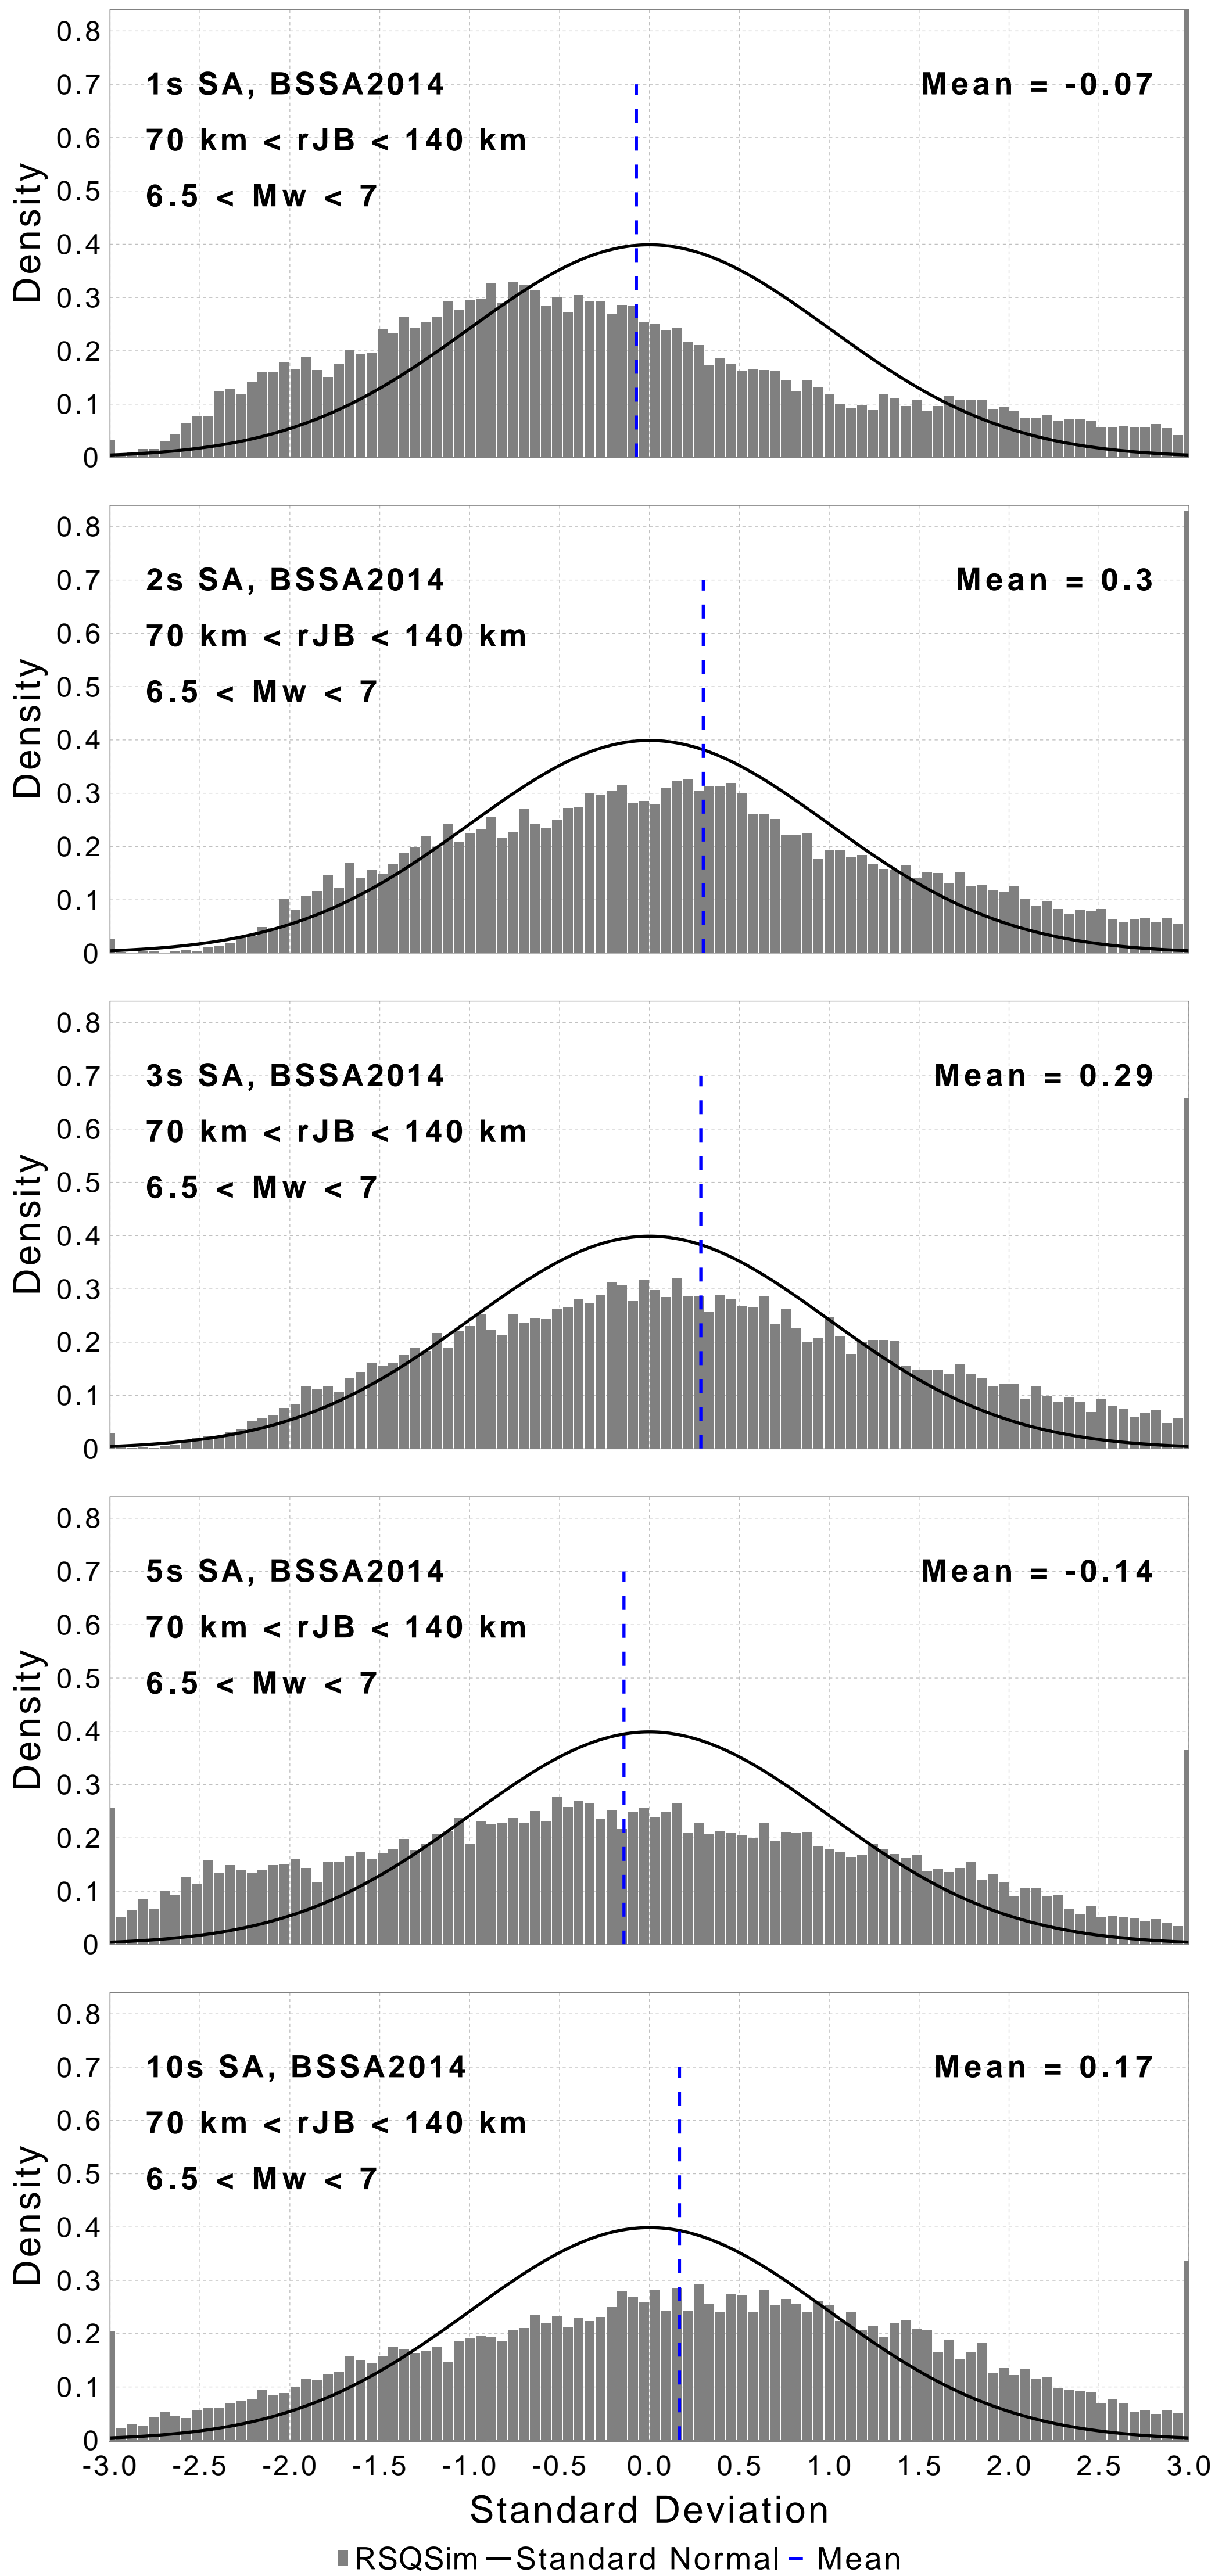 0.8
1s SA, BSSA2014 Mean = -0.07
0.7
70 km < rJB < 140 km
0.6
6.5 < Mw < 7
0.5
0.4
0.3
0.2
0.1
0
Density
0.8
2s SA, BSSA2014 Mean = 0.3
0.7
70 km < rJB < 140 km
0.6
6.5 < Mw < 7
0.5
0.4
0.3
0.2
0.1
0
Density
0.8
3s SA, BSSA2014 Mean = 0.29
0.7
70 km < rJB < 140 km
0.6
6.5 < Mw < 7
0.5
0.4
0.3
0.2
0.1
0
Density
0.8
5s SA, BSSA2014 Mean = -0.14
0.7
70 km < rJB < 140 km
0.6
6.5 < Mw < 7
0.5
0.4
0.3
0.2
0.1
0
Density
0.8
10s SA, BSSA2014 Mean = 0.17
0.7
70 km < rJB < 140 km
0.6
6.5 < Mw < 7
0.5
0.4
0.3
0.2
0.1
0
Density
-3.0 -2.5 -2.0 -1.5 -1.0 -0.5 0.0 0.5 1.0 1.5 2.0 2.5 3.0
Standard Deviation
RSQSim Standard Normal Mean